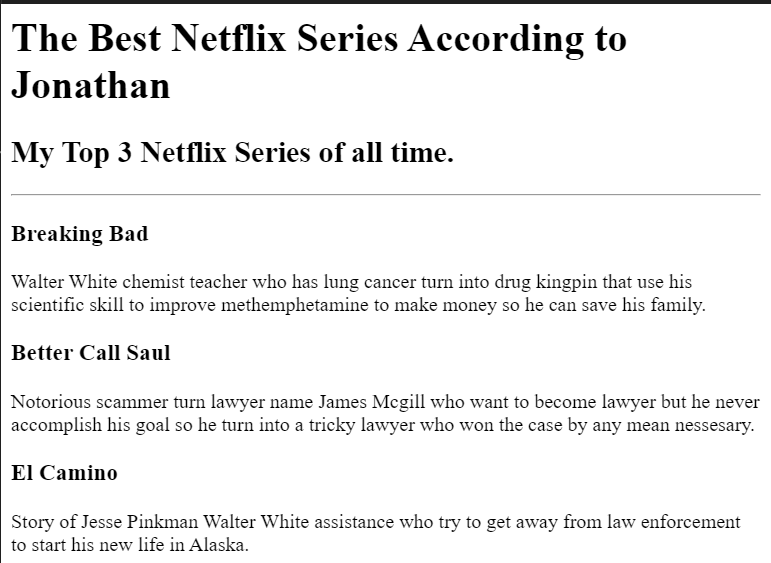 The Best Netflix Series According to
Jonathan
My Top 3 Netflix Series of all time.
Breaking Bad
Walter White chemist teacher who has lung cancer turn into drug kingpin that use his
scientific skill to improve methemphetamine to make money so he can save his family.
Better Call Saul
Notorious scammer turn lawyer name James Mcgill who want to become lawyer but he never
accomplish his goal so he turn into a tricky lawyer who won the case by any mean nessesary.
El Camino
Story of Jesse Pinkman Walter White assistance who try to get away from law enforcement
to start his new life in Alaska.